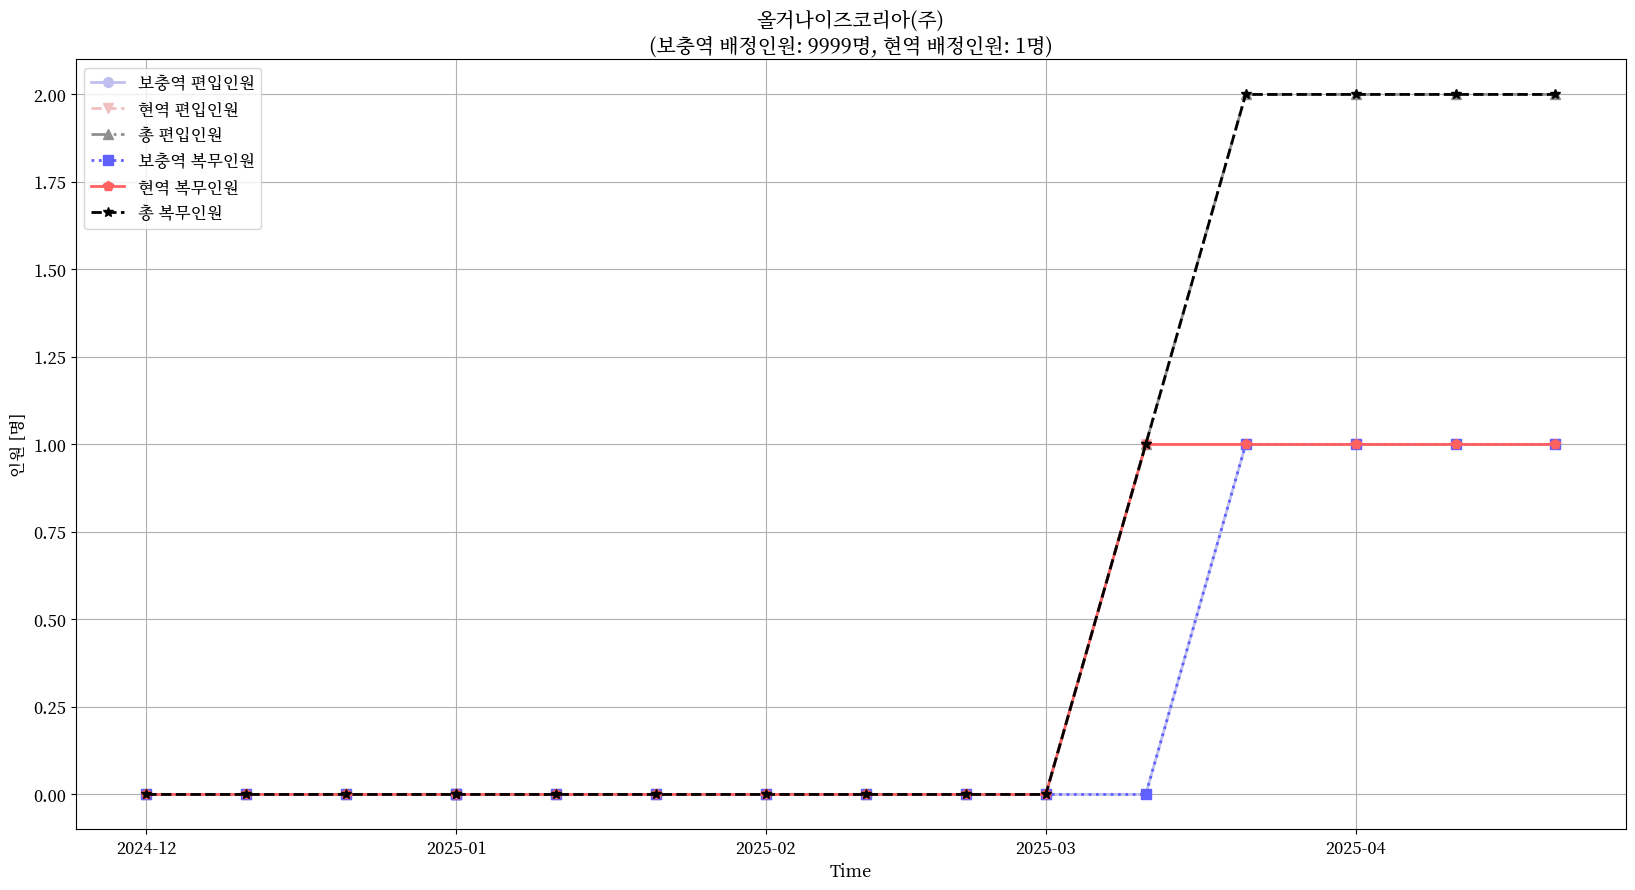 올거나이즈코리아(주)
(보충역 배정인원: 9999명, 현역 배정인원: 1명)
보충역 편입인원
현역 편입인원
총 편입인원
보충역 복무인원
현역 복무인원
총 복무인원
2.00
1.75
1.50
1.25
1.00
0.75
0.50
0.25
0.00
인원 [명]
2024-12
2025-01
2025-02
2025-03
2025-04
Time